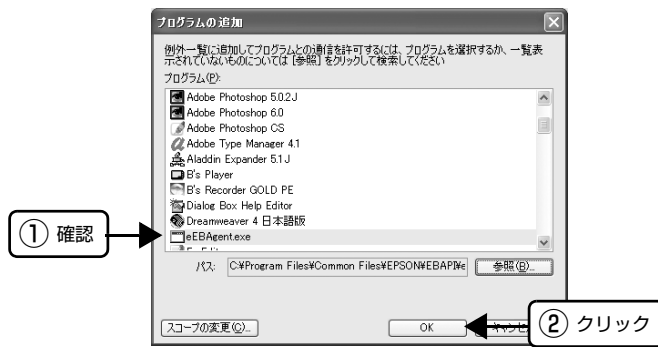 プログラムの追加
例外一覧に追加してプログラムとの通信を許可するには、プログラムを選択するか、一覧表
示されていないものについては [参照] をクリックして検索してください
プログラム(P):
Adobe Photoshop 5.0.2J
Adobe Photoshop 6.0
Adobe Photoshop CS
Adobe Type Manager 4.1
Aladdin Expander 5.1J
B's Player
B's Recorder GOLD PE
Dialog Box Help Editor
Dreamweaver 4 日本語版
eEBAgent.exe
① 確認
パス: C:¥Program Files¥Common Files¥EPSON¥EBAPI¥e
参照(B)...
スコープの変更(C)...
OK
② クリック